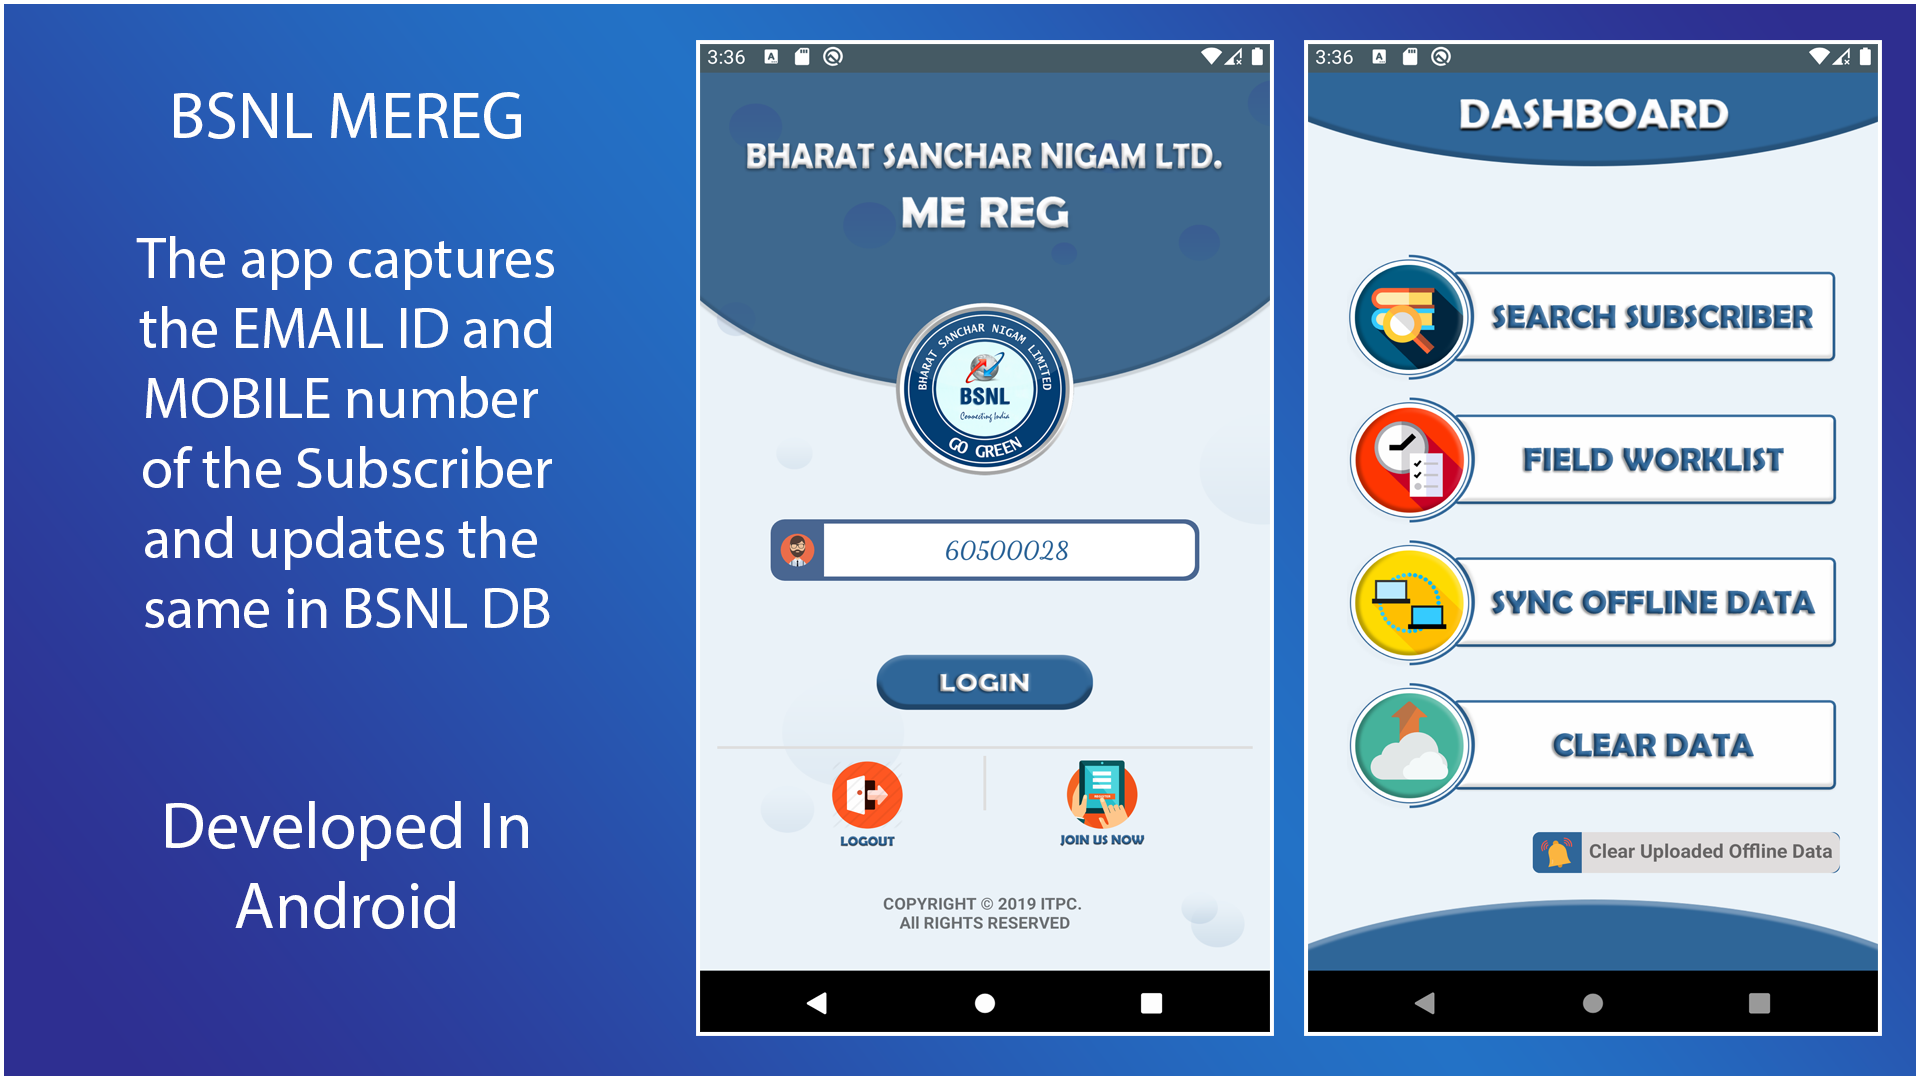 BSNL MEREG
The app captures
the EMAIL ID and
MOBILE number
of the Subscriber
and updates the
same in BSNL DB
Developed In
Android
3:36
BHARAT SANCHAR NIGAM LTD.
ME REG
BHARAT SANCHAR NIGAM LIMITED
BSNL
Connecting India
GO GREEN
60500028
LOGIN
LOGOUT
JOIN US NOW
COPYRIGHT © 2019 ITPC.
All RIGHTS RESERVED
3:36
DASHBOARD
SEARCH SUBSCRIBER
FIELD WORKLIST
SYNC OFFLINE DATA
CLEAR DATA
Clear Uploaded Offline Data